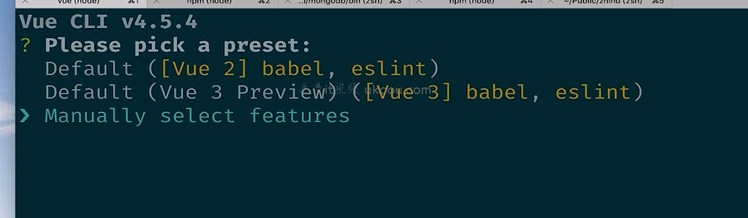 vue (node) ⌘1 npm (node) ⌘2 ..i/mongodb/bin (zsh) ⌘3 npm (node) ⌘4 ~/Public/zhihu (zsh) ⌘5
Vue CLI v4.5.4
? Please pick a preset:
Default ([Vue 2] babel, eslint)
Default (Vue 3 Preview) ([Vue 3] babel, eslint)
❯ Manually select features